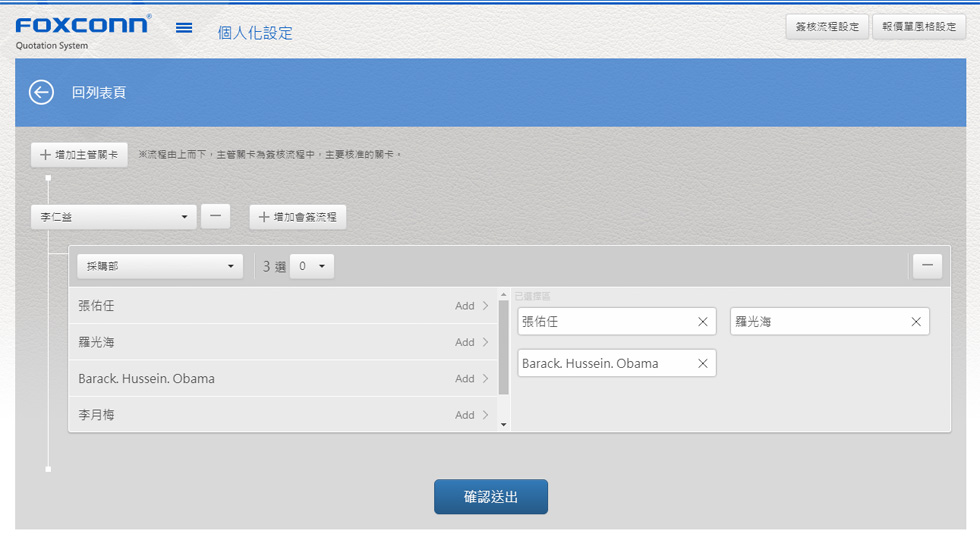 FOXCONN®
Quotation System
個人化設定
簽核流程設定
報價單風格設定
回列表頁
增加主管關卡
※流程由上而下，主管關卡為簽核流程中，主要核准的關卡。
李仁益
增加會簽流程
採購部
3 選 0
已選擇區
張佑任 Add
羅光海 Add
Barack. Hussein. Obama Add
李月梅 Add
張佑任
羅光海
Barack. Hussein. Obama
確認送出